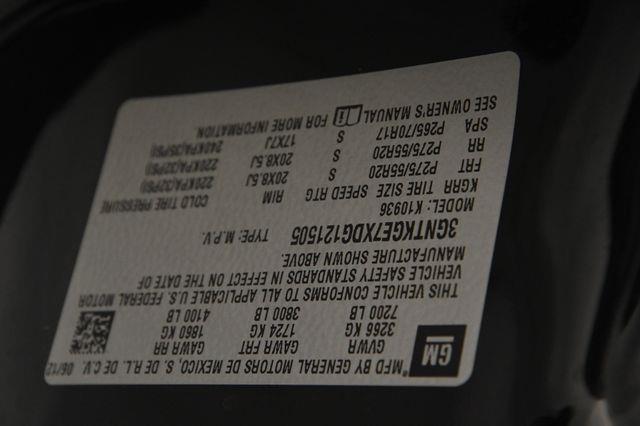 GM
MFD BY GENERAL MOTORS DE MEXICO, S. DE R.L. DE C.V. 06/12
GVWR GAWR FRT GAWR RR
3266 KG 1724 KG 1860 KG
7200 LB 3800 LB 4100 LB
THIS VEHICLE CONFORMS TO ALL APPLICABLE U.S. FEDERAL MOTOR
VEHICLE SAFETY STANDARDS IN EFFECT ON THE DATE OF
MANUFACTURE SHOWN ABOVE.
3GNTKGE7XDG121505 TYPE: M.P.V.
MODEL: K10936
KGRR TIRE SIZE SPEED RTG RIM COLD TIRE PRESSURE
FRT P275/55R20 S 20X8.5J 220KPA(32PSI)
RR P275/55R20 S 20X8.5J 220KPA(32PSI)
SPA P265/70R17 S 17X7J 240KPA(35PSI)
SEE OWNER'S MANUAL FOR MORE INFORMATION.